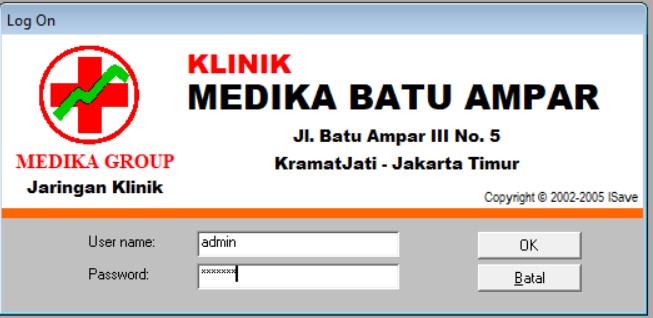 Log On
KLINIK
MEDIKA BATU AMPAR
Jl. Batu Ampar III No. 5
KramatJati - Jakarta Timur
MEDIKA GROUP
Jaringan Klinik
Copyright © 2002-2005 ISave
User name: admin OK
Password: xxxxxxx Batal